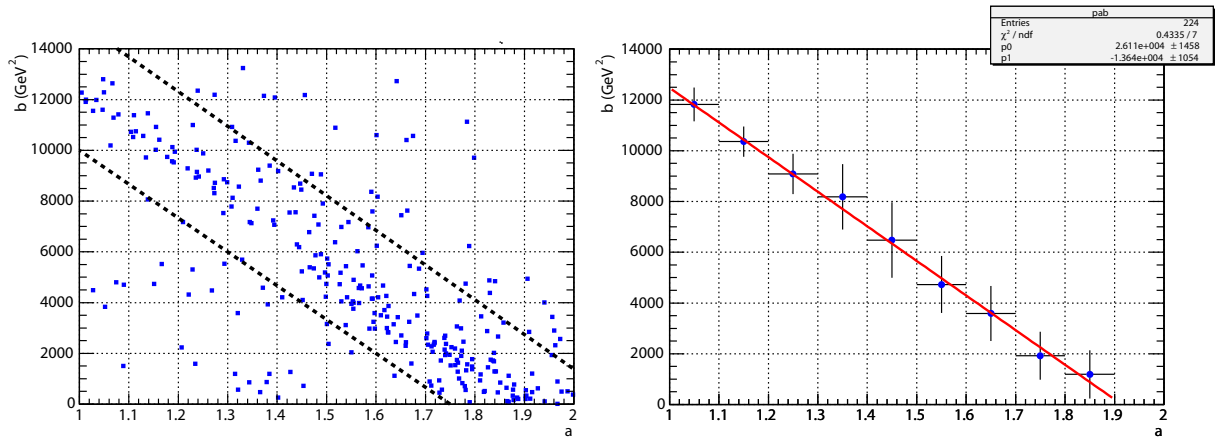 pab
Entries 224
χ² / ndf 0.4335 / 7
p0 2.611e+004 ± 1458
p1 -1.364e+004 ± 1054
b (GeV²)
14000
12000
10000
8000
6000
4000
2000
0
1 1.1 1.2 1.3 1.4 1.5 1.6 1.7 1.8 1.9 2
a
b (GeV²)
14000
12000
10000
8000
6000
4000
2000
0
1 1.1 1.2 1.3 1.4 1.5 1.6 1.7 1.8 1.9 2
a